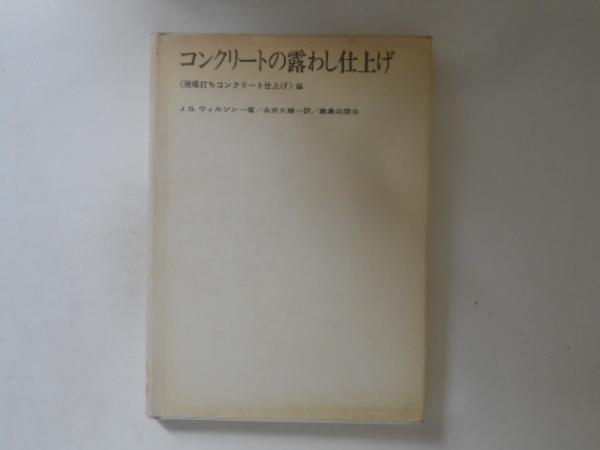 コンクリートの露わし仕上げ
《現場打ちコンクリート仕上げ》編
J.G.ウィルソン―著／永井久雄―訳／鹿島出版会